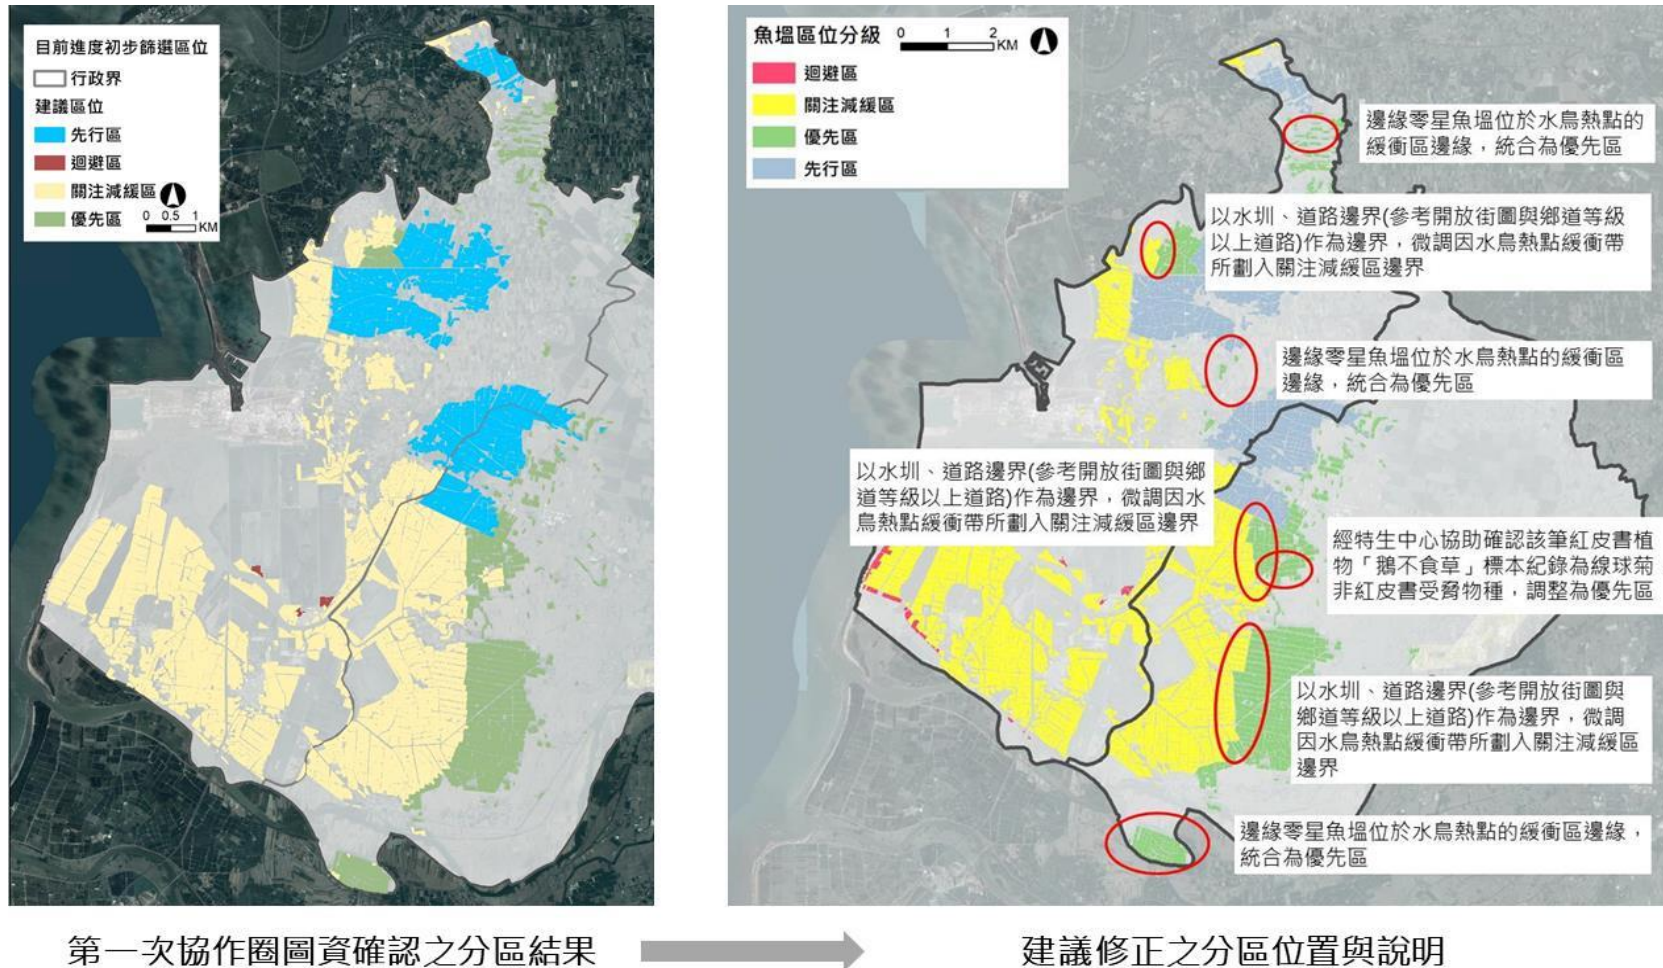 目前進度初步篩選區位
行政界
建議區位
先行區
迴避區
關注減緩區
優先區
0 0.5 1
KM
魚塭區位分級
0 1 2
KM
迴避區
關注減緩區
優先區
先行區
邊緣零星魚塭位於水鳥熱點的
緩衝區邊緣，統合為優先區
以水圳、道路邊界(參考開放街圖與鄉道等級
以上道路)作為邊界，微調因水鳥熱點緩衝帶
所劃入關注減緩區邊界
邊緣零星魚塭位於水鳥熱點的緩衝區
邊緣，統合為優先區
以水圳、道路邊界(參考開放街圖與鄉
道等級以上道路)作為邊界，微調因水
鳥熱點緩衝帶所劃入關注減緩區邊界
經特生中心協助確認該筆紅皮書植
物「鵝不食草」標本紀錄為線球菊
非紅皮書受脅物種，調整為優先區
以水圳、道路邊界(參考開放街圖與
鄉道等級以上道路)作為邊界，微調
因水鳥熱點緩衝帶所劃入關注減緩區
邊界
邊緣零星魚塭位於水鳥熱點的緩衝區邊緣，
統合為優先區
第一次協作圈圖資確認之分區結果
建議修正之分區位置與說明